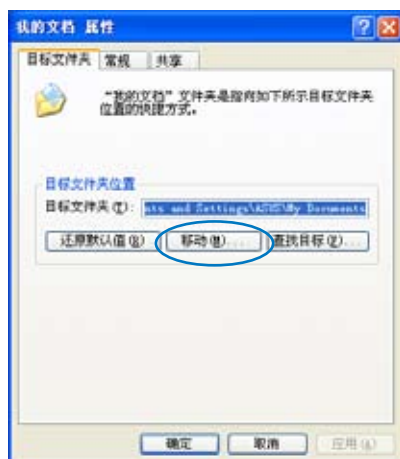 我的文档 属性
目标文件夹 常规 共享
“我的文档” 文件夹是指向如下所示目标文件夹
位置的快捷方式。
目标文件夹位置
目标文件夹(T): nts and Settings\ASUS\My Documents
还原默认值(R) 移动(M)... 查找目标(F)...
确定 取消 应用(A)